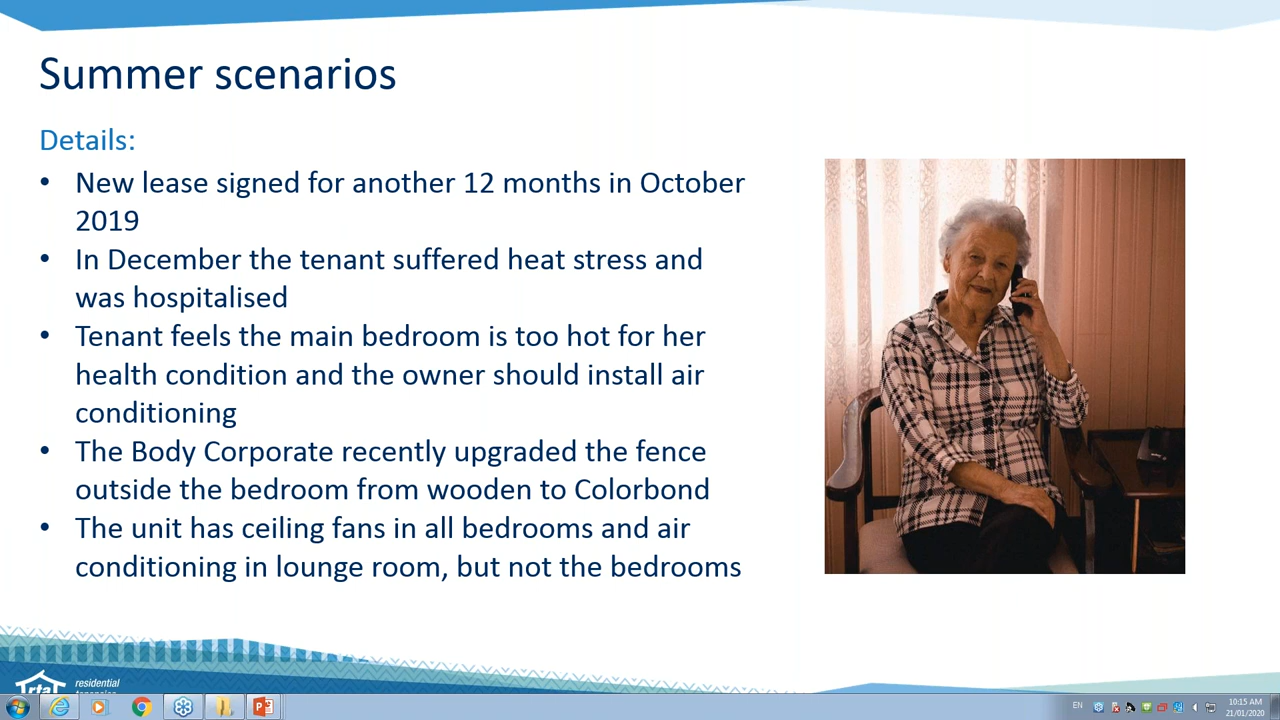 Summer scenarios
Details:
• New lease signed for another 12 months in October
2019
• In December the tenant suffered heat stress and
was hospitalised
• Tenant feels the main bedroom is too hot for her
health condition and the owner should install air
conditioning
• The Body Corporate recently upgraded the fence
outside the bedroom from wooden to Colorbond
• The unit has ceiling fans in all bedrooms and air
conditioning in lounge room, but not the bedrooms
rta
residential
tenancies
EN
10:15 AM
21/01/2020